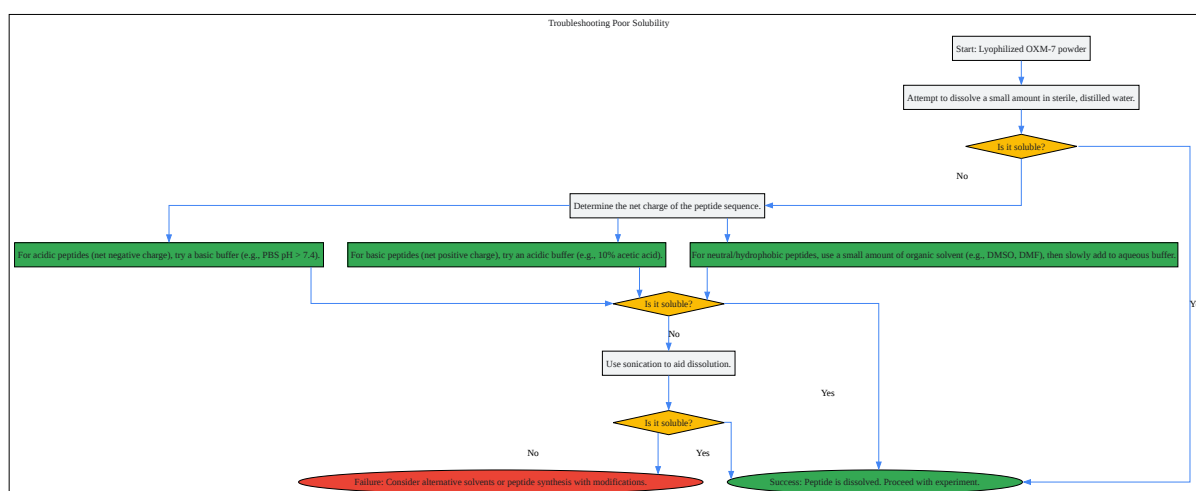 Troubleshooting Poor Solubility
Start: Lyophilized OXM-7 powder
Attempt to dissolve a small amount in sterile, distilled water.
Is it soluble?
No
Determine the net charge of the peptide sequence.
For acidic peptides (net negative charge), try a basic buffer (e.g., PBS pH > 7.4).
For basic peptides (net positive charge), try an acidic buffer (e.g., 10% acetic acid).
For neutral/hydrophobic peptides, use a small amount of organic solvent (e.g., DMSO, DMF), then slowly add to aqueous buffer.
Is it soluble?
Y
No
Use sonication to aid dissolution.
Yes
Is it soluble?
No
Yes
Failure: Consider alternative solvents or peptide synthesis with modifications.
Success: Peptide is dissolved. Proceed with experiment.